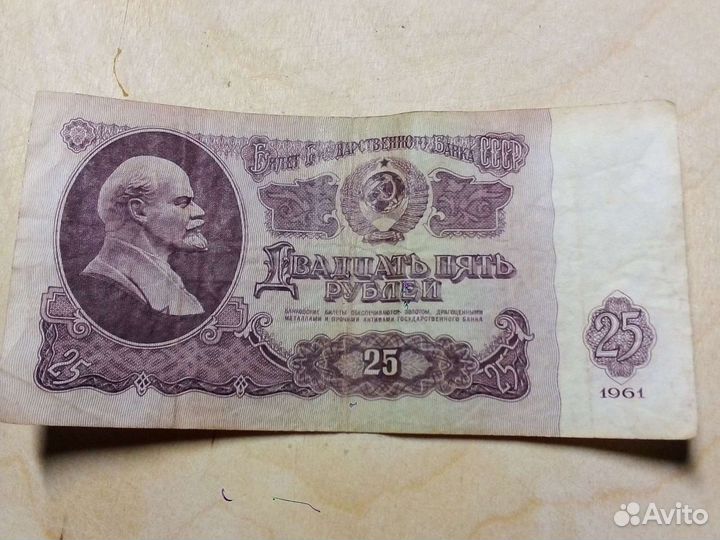 Билет Государственного Банка СССР
Двадцать пять
рублей
БАНКОВСКИЕ БИЛЕТЫ ОБЕСПЕЧИВАЮТСЯ ЗОЛОТОМ, ДРАГОЦЕННЫМИ
МЕТАЛЛАМИ И ПРОЧИМИ АКТИВАМИ ГОСУДАРСТВЕННОГО БАНКА
25
25
25
25
1961
Avito